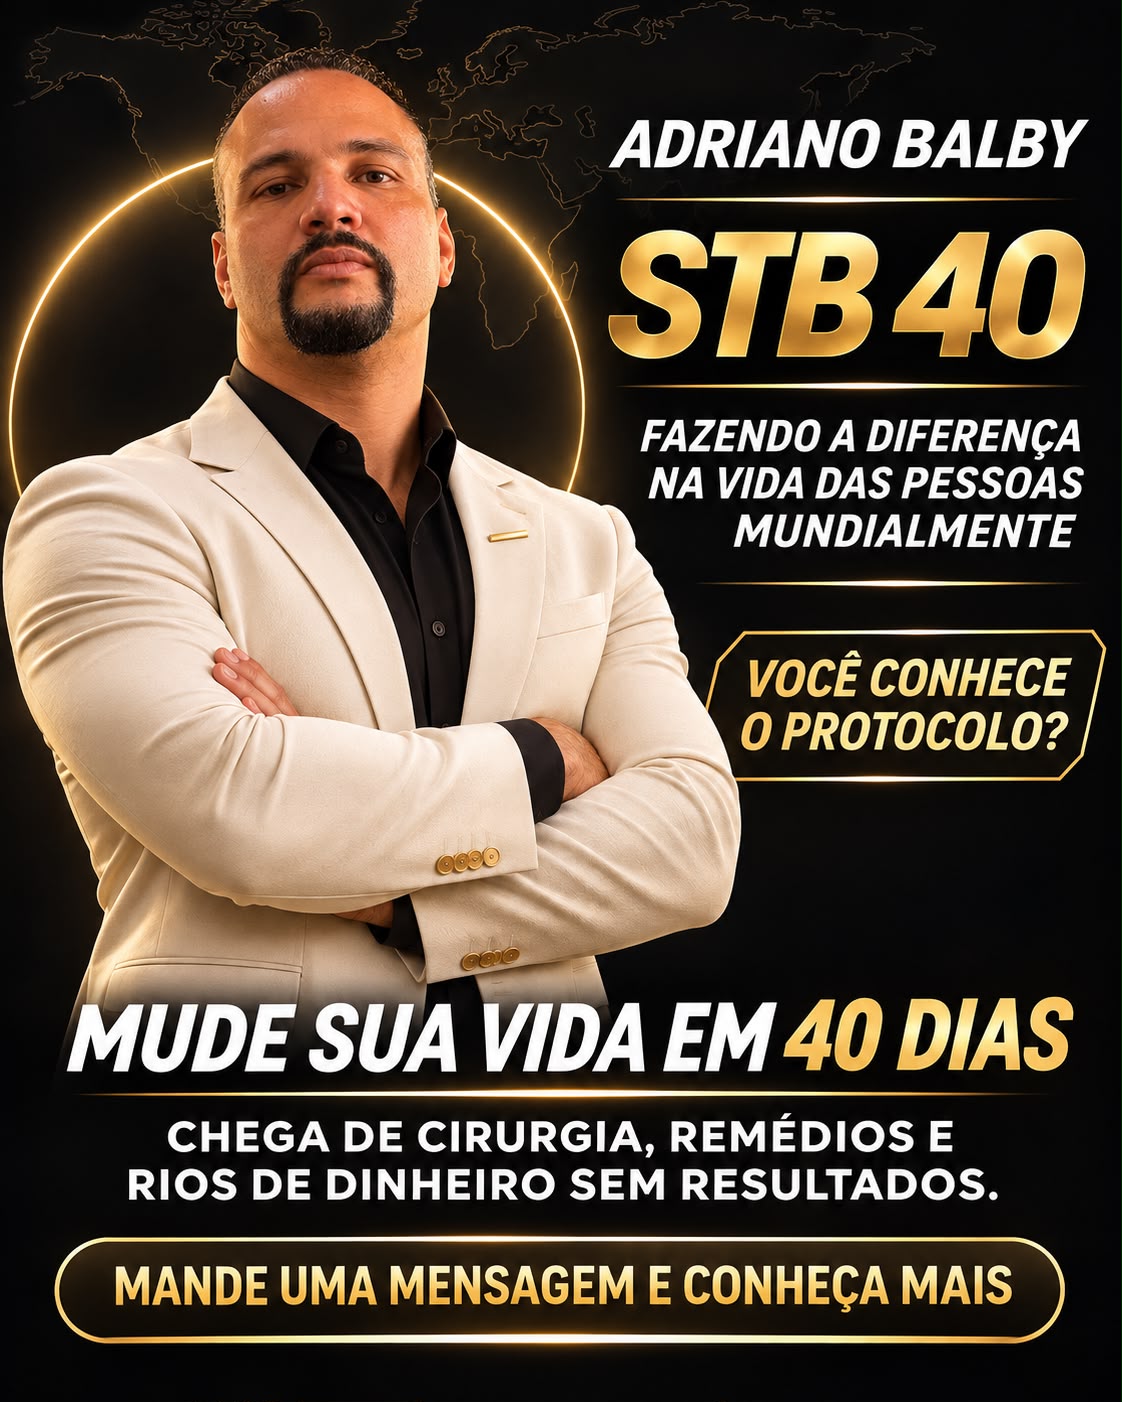 ADRIANO BALBY
STB 40
FAZENDO A DIFERENÇA
NA VIDA DAS PESSOAS
MUNDIALMENTE
VOCÊ CONHECE
O PROTOCOLO?
MUDE SUA VIDA EM 40 DIAS
CHEGA DE CIRURGIA, REMÉDIOS E
RIOS DE DINHEIRO SEM RESULTADOS.
MANDE UMA MENSAGEM E CONHEÇA MAIS